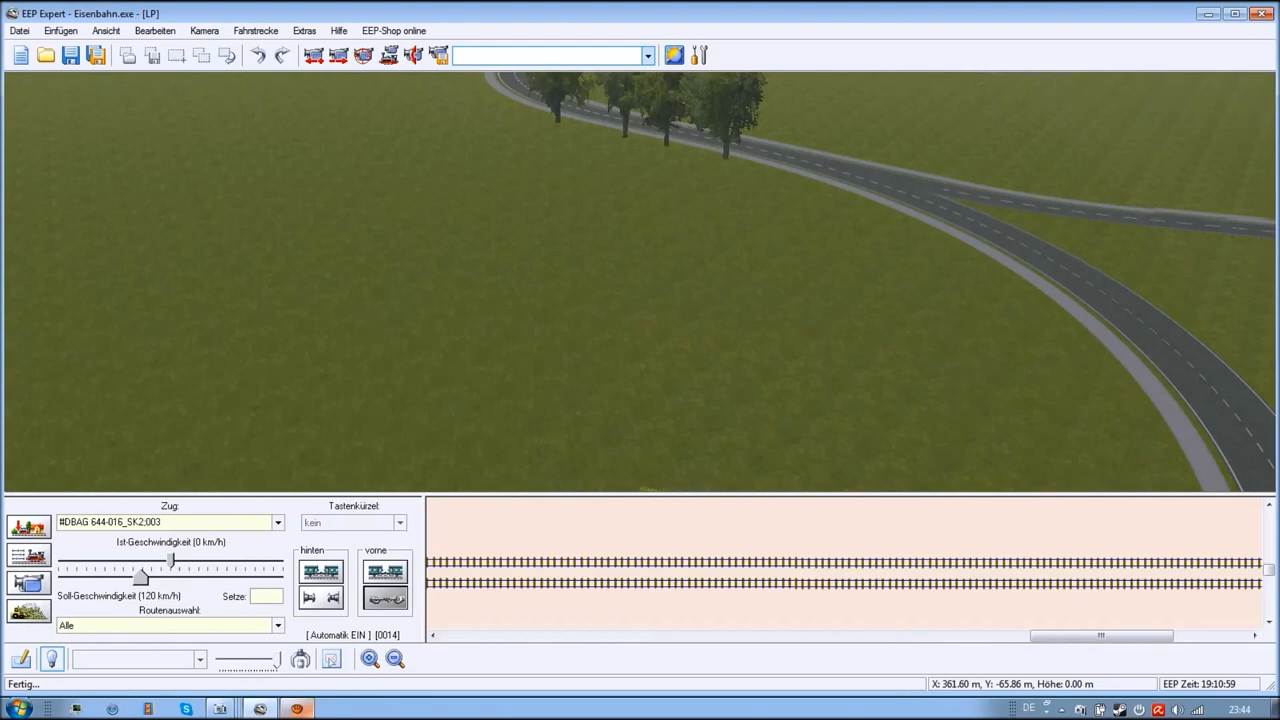 EEP Expert - Eisenbahn.exe - [LP]
Datei Einfügen Ansicht Bearbeiten Kamera Fahrstrecke Extras Hilfe EEP-Shop online
Zug:
#DBAG 644-016_SK2;003
Ist-Geschwindigkeit (0 km/h)
Soll-Geschwindigkeit (120 km/h) Setze:
Routenauswahl:
Alle
Tastenkürzel:
kein
hinten vorne
[ Automatik EIN ] [0014]
Fertig... X: 361.60 m, Y: -65.86 m, Höhe: 0.00 m EEP Zeit: 19:10:59
DE 23:44